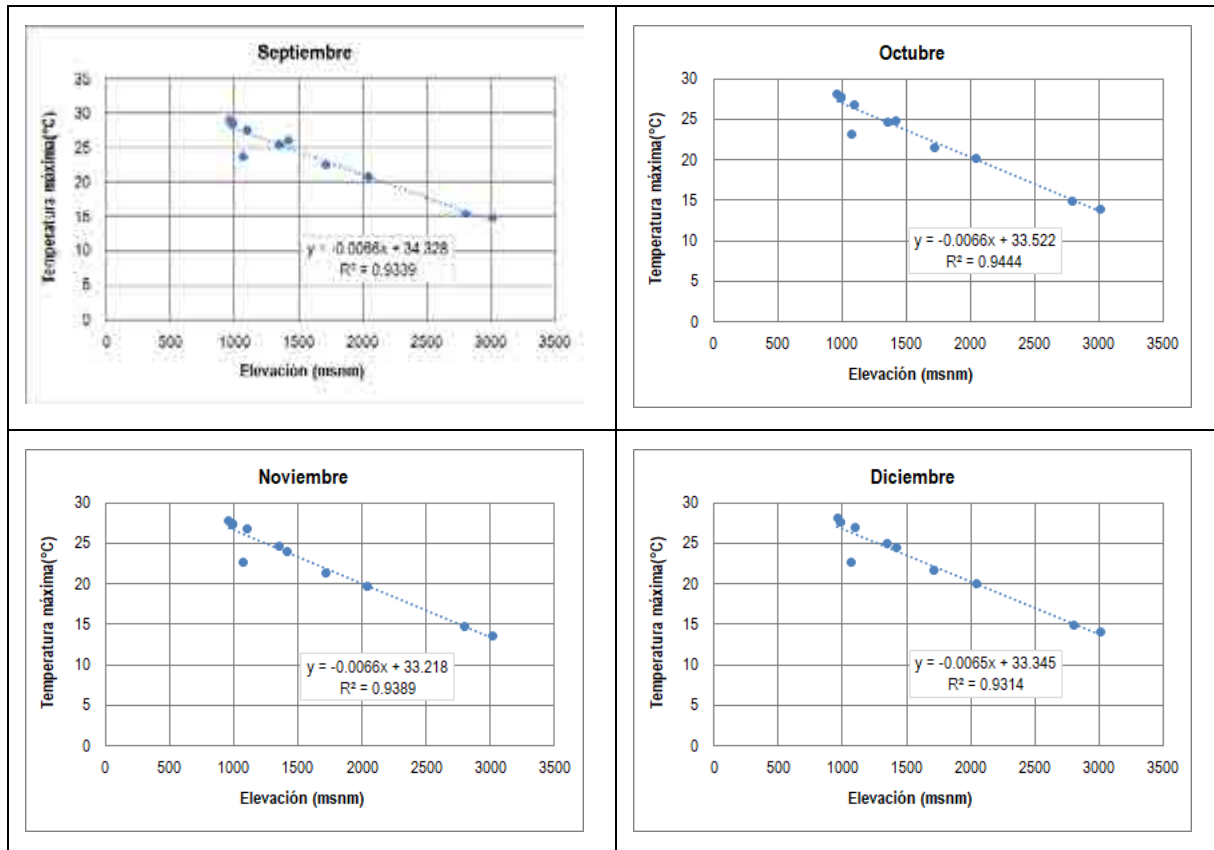 Septiembre
Temperatura máxima(°C)
35
30
25
20
15
10
5
0
y = -0.0066x + 34.328
R² = 0.9339
0 500 1000 1500 2000 2500 3000 3500
Elevación (msnm)
Octubre
Temperatura máxima(°C)
30
25
20
15
10
5
0
y = -0.0066x + 33.522
R² = 0.9444
0 500 1000 1500 2000 2500 3000 3500
Elevación (msnm)
Noviembre
Temperatura máxima(°C)
30
25
20
15
10
5
0
y = -0.0066x + 33.218
R² = 0.9389
0 500 1000 1500 2000 2500 3000 3500
Elevación (msnm)
Diciembre
Temperatura máxima(°C)
30
25
20
15
10
5
0
y = -0.0065x + 33.345
R² = 0.9314
0 500 1000 1500 2000 2500 3000 3500
Elevación (msnm)